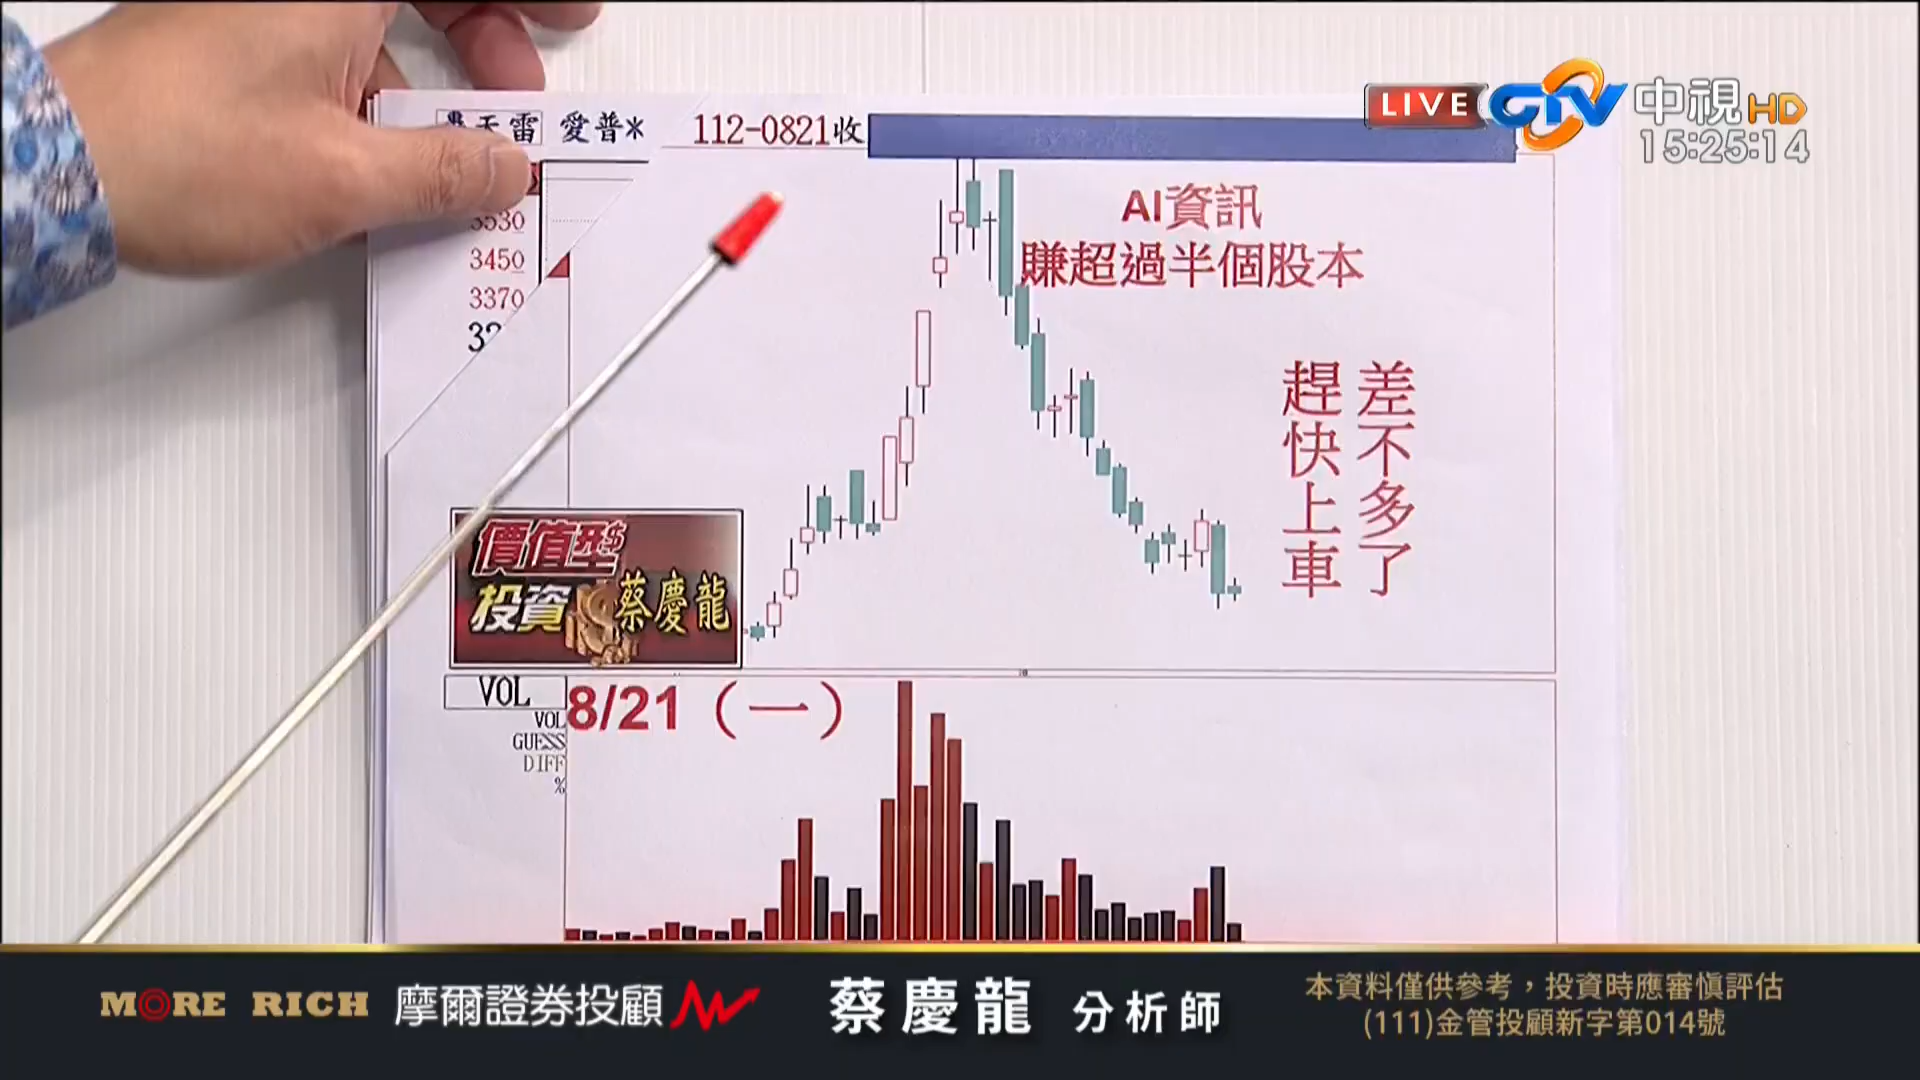 LIVE CTV 中視HD
15:25:14
天雷 愛普* 112-0821收
3530
3450
3370
AI資訊
賺超過半個股本
差不多了
趕快上車
價值型
投資 蔡慶龍
VOL
8/21（一）
VOL
GUESS
DIFF
%
MORE RICH 摩爾證券投顧 蔡慶龍 分析師
本資料僅供參考，投資時應審慎評估
(111)金管投顧新字第014號